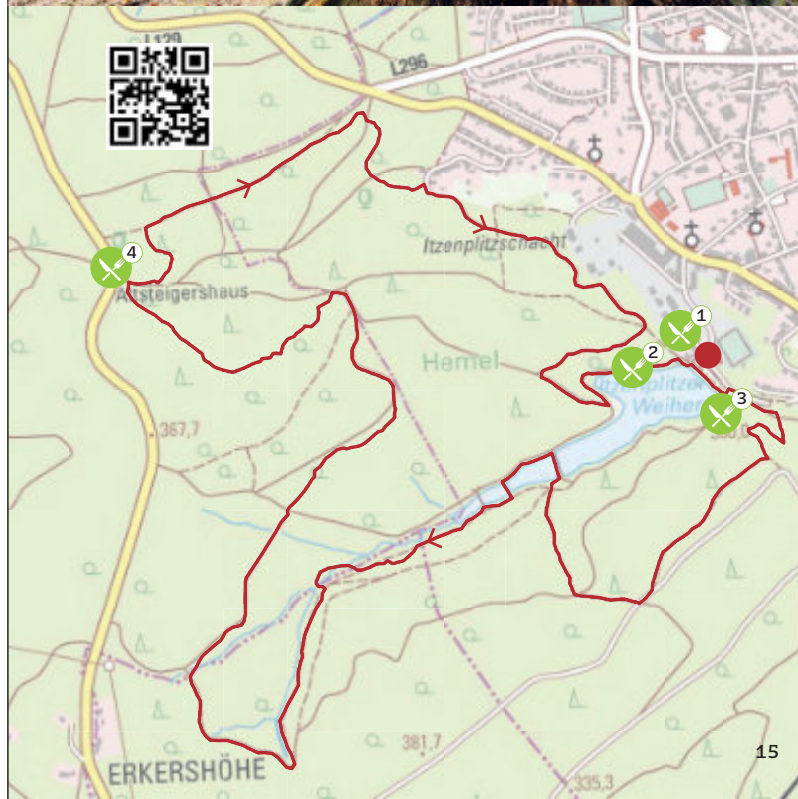 L129
L296
4
Itzenplitzschacht
Altsteigershaus
1
2
Hemel
Itzenplitzer
Weiher
3
367,7
381,7
15
ERKERSHÖHE
335,3